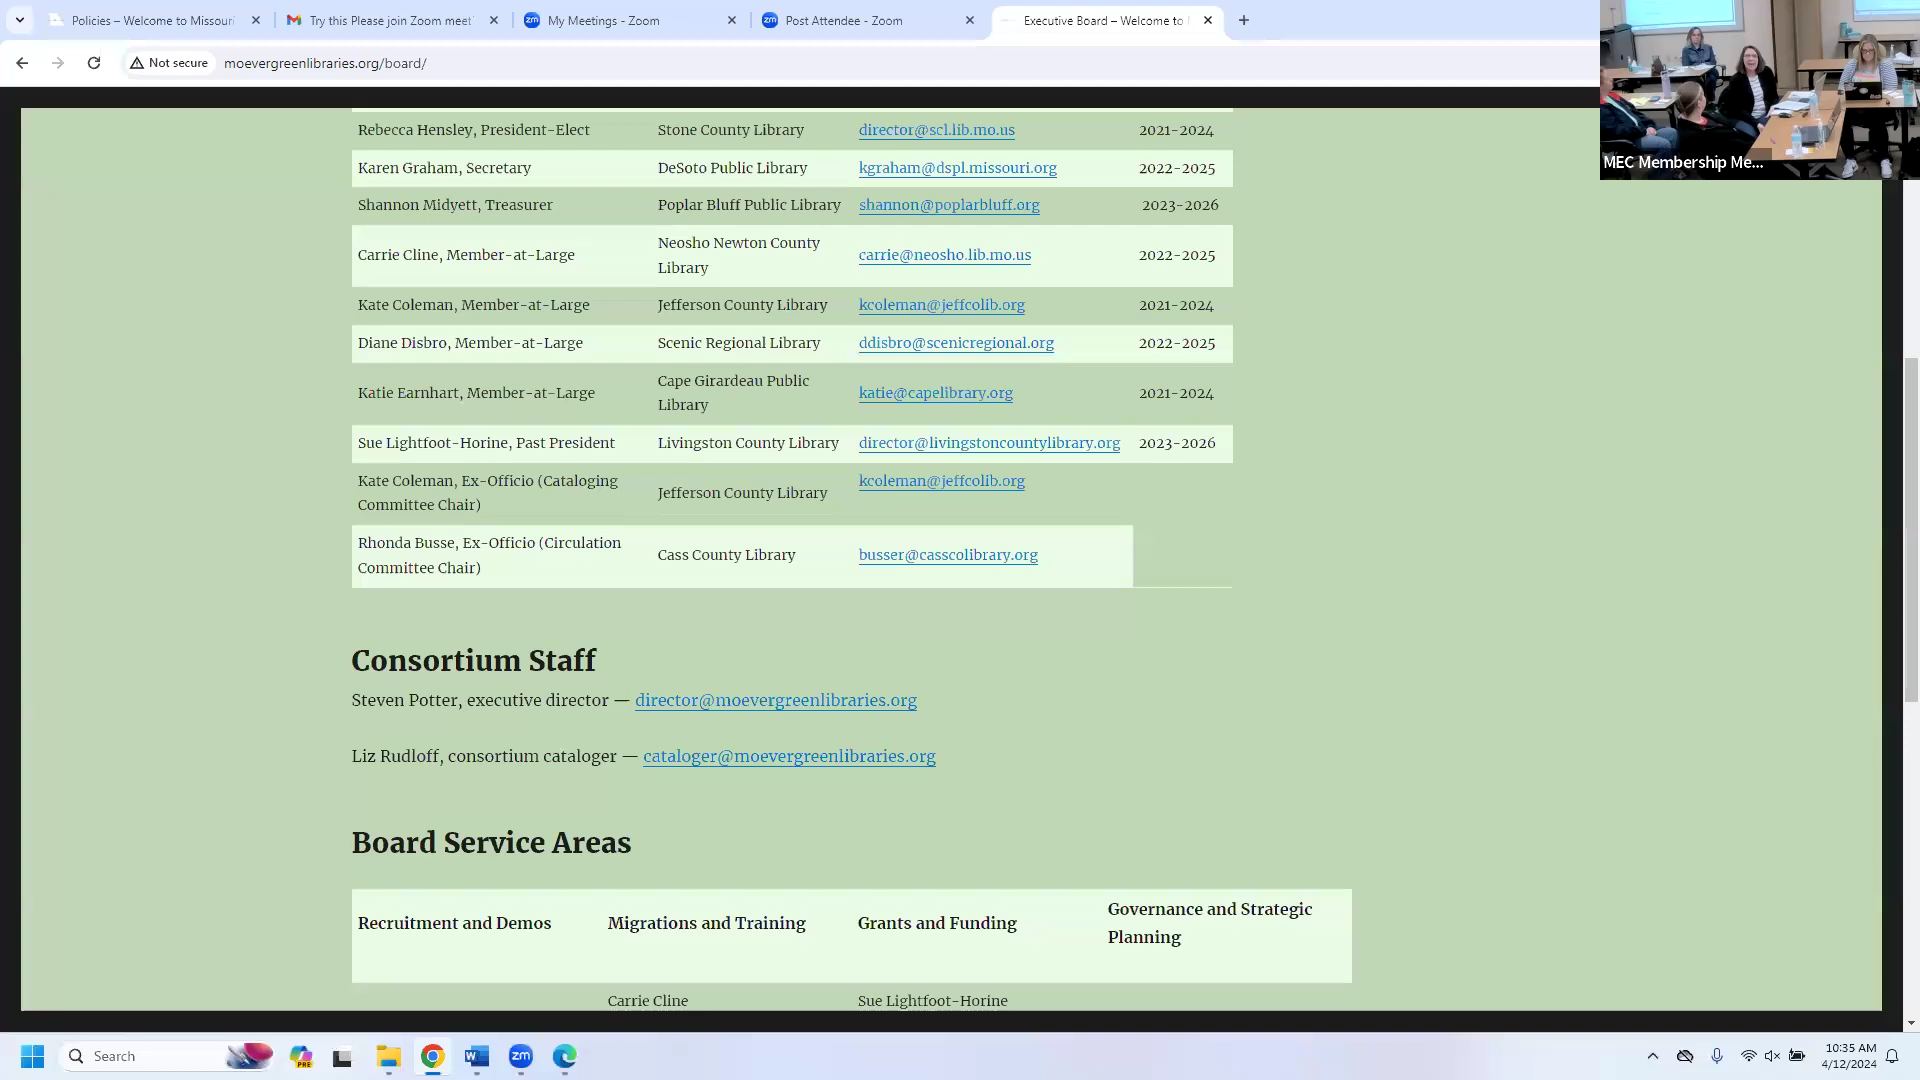 Policies – Welcome to Missouri
Try this Please join Zoom meet
My Meetings - Zoom
Post Attendee - Zoom
Executive Board – Welcome to
Not secure
moevergreenlibraries.org/board/
MEC Membership Me...
Rebecca Hensley, President-Elect Stone County Library director@scl.lib.mo.us 2021-2024
Karen Graham, Secretary DeSoto Public Library kgraham@dspl.missouri.org 2022-2025
Shannon Midyett, Treasurer Poplar Bluff Public Library shannon@poplarbluff.org 2023-2026
Carrie Cline, Member-at-Large Neosho Newton County
Library carrie@neosho.lib.mo.us 2022-2025
Kate Coleman, Member-at-Large Jefferson County Library kcoleman@jeffcolib.org 2021-2024
Diane Disbro, Member-at-Large Scenic Regional Library ddisbro@scenicregional.org 2022-2025
Katie Earnhart, Member-at-Large Cape Girardeau Public
Library katie@capelibrary.org 2021-2024
Sue Lightfoot-Horine, Past President Livingston County Library director@livingstoncountylibrary.org 2023-2026
Kate Coleman, Ex-Officio (Cataloging
Committee Chair) Jefferson County Library kcoleman@jeffcolib.org
Rhonda Busse, Ex-Officio (Circulation
Committee Chair) Cass County Library busser@casscolibrary.org
Consortium Staff
Steven Potter, executive director — director@moevergreenlibraries.org
Liz Rudloff, consortium cataloger — cataloger@moevergreenlibraries.org
Board Service Areas
Recruitment and Demos Migrations and Training Grants and Funding Governance and Strategic
Planning
Carrie Cline Sue Lightfoot-Horine
Search
10:35 AM
4/12/2024